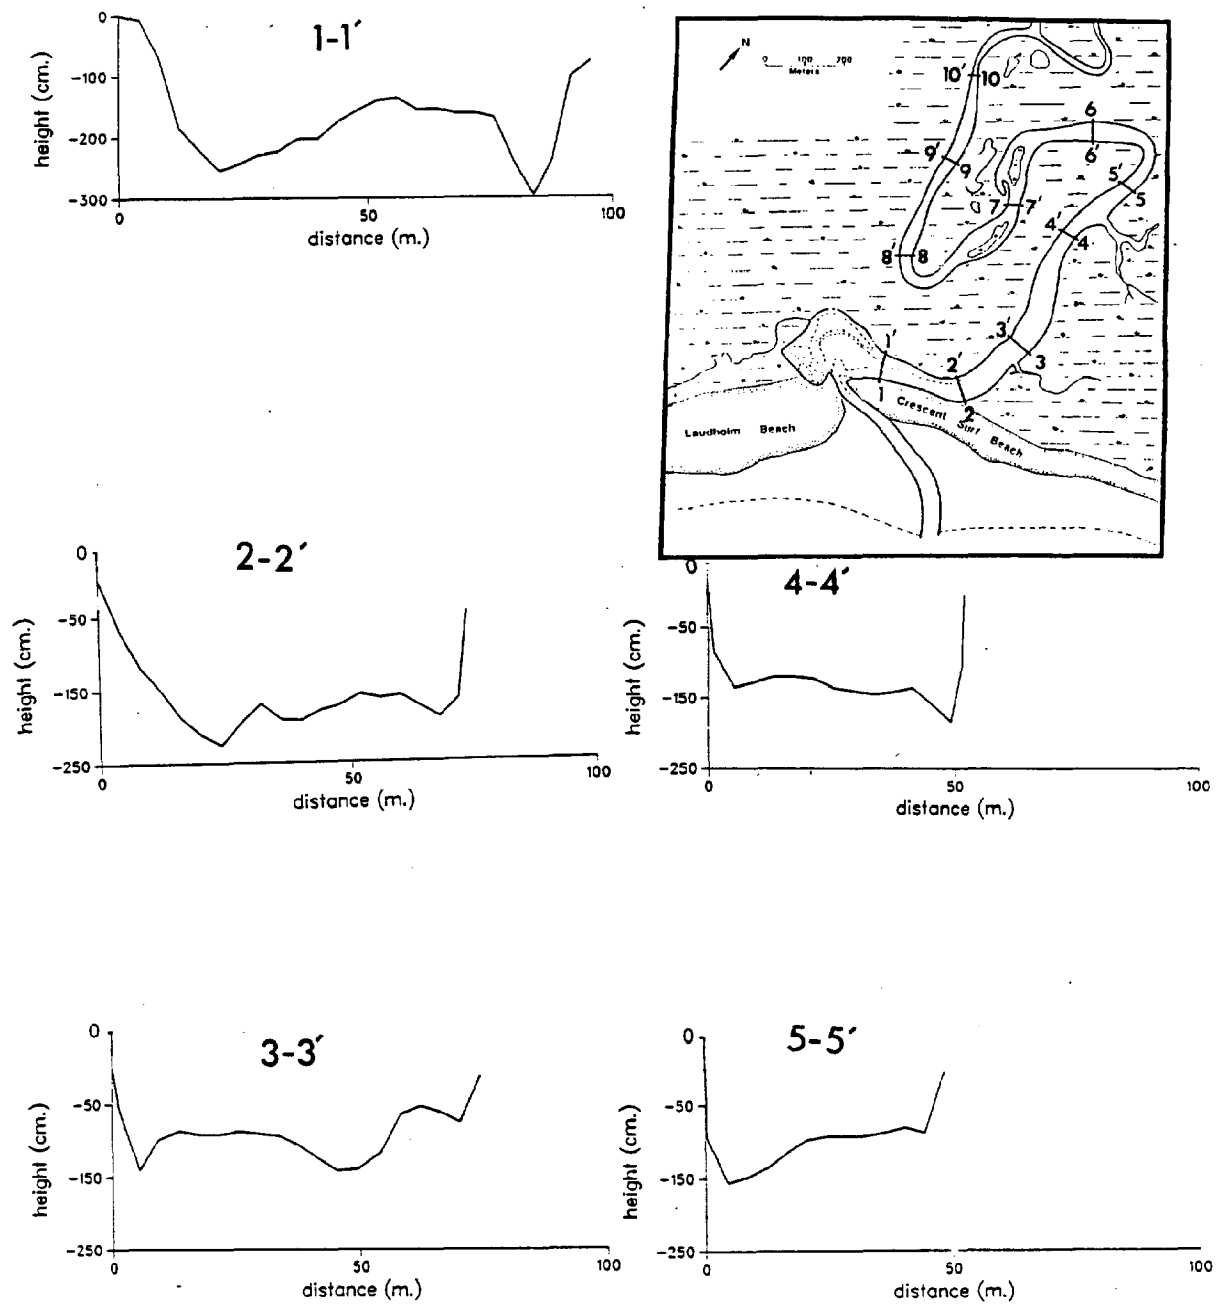 1-1′
0
-100
-200
-300
height (cm.)
0 50 100
distance (m.)
N
0 100 200
Meters
10′ 10
9′ 9
8′ 8
7 7′
6
6′
5′
5
4′
4
3′
3
2′
2
1′
1
Laudholm Beach
Crescent Surf Beach
2-2′
0
-50
-150
-250
height (cm.)
0 50 100
distance (m.)
4-4′
0
-50
-150
-250
height (cm.)
0 50 100
distance (m.)
3-3′
0
-50
-150
-250
height (cm.)
0 50 100
distance (m.)
5-5′
0
-50
-150
-250
height (cm.)
0 50 100
distance (m.)